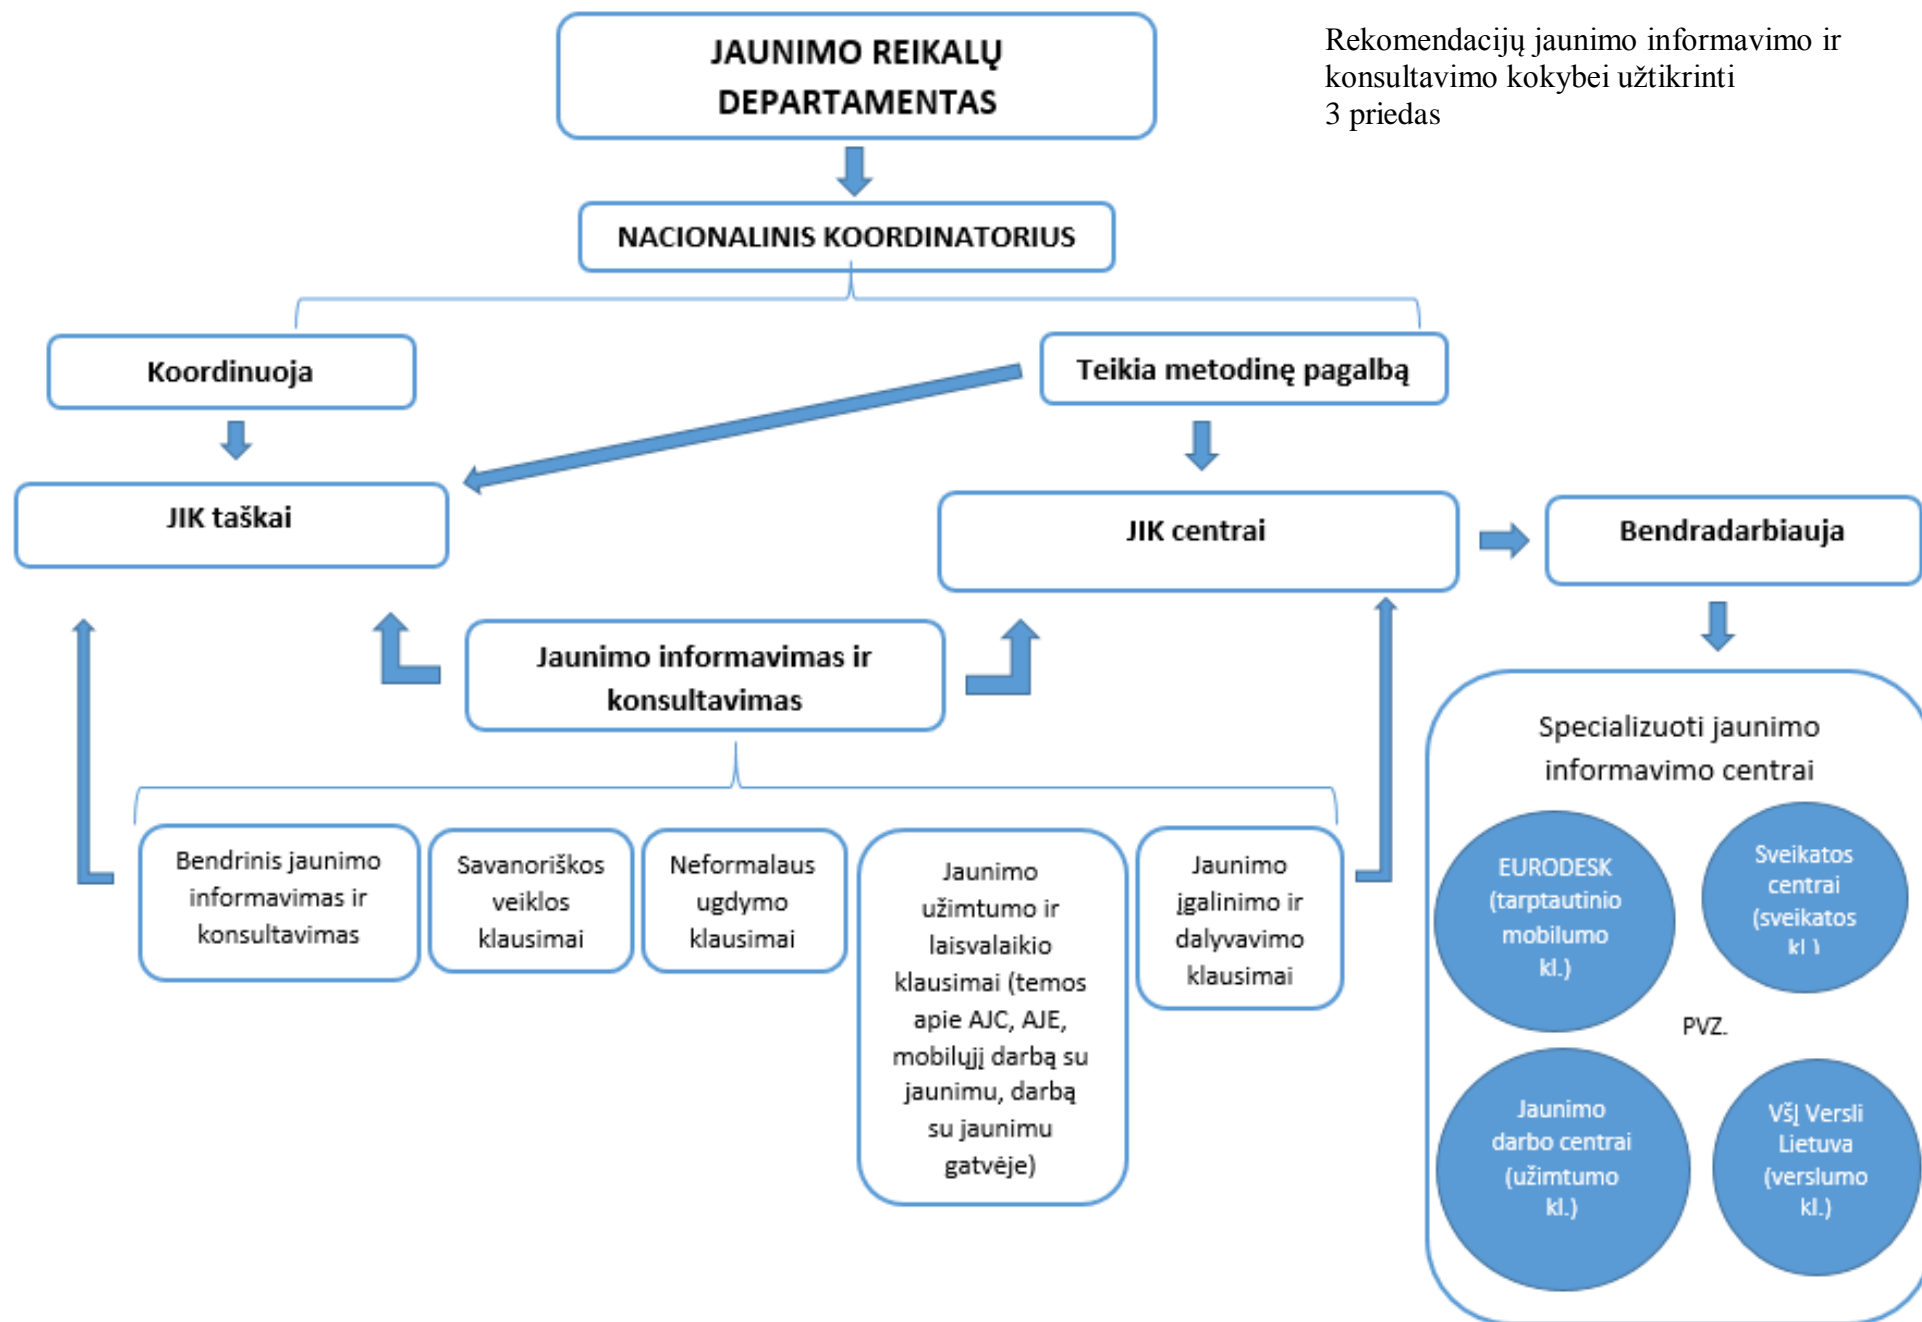 JAUNIMO REIKALŲ
DEPARTAMENTAS
Rekomendacijų jaunimo informavimo ir
konsultavimo kokybei užtikrinti
3 priedas
NACIONALINIS KOORDINATORIUS
Koordinuoja
Teikia metodinę pagalbą
JIK taškai
JIK centrai
Bendradarbiauja
Jaunimo informavimas ir
konsultavimas
Bendrinis jaunimo
informavimas ir
konsultavimas
Savanoriškos
veiklos
klausimai
Neformalaus
ugdymo
klausimai
Jaunimo
užimtumo ir
laisvalaikio
klausimai (temos
apie AJC, AJE,
mobilųjį darbą su
jaunimu, darbą
su jaunimu
gatvėje)
Jaunimo
įgalinimo ir
dalyvavimo
klausimai
Specializuoti jaunimo
informavimo centrai
EURODESK
(tarptautinio
mobilumo
kl.)
Sveikatos
centrai
(sveikatos
kl.)
PVZ.
Jaunimo
darbo centrai
(užimtumo
kl.)
VšĮ Versli
Lietuva
(verslumo
kl.)